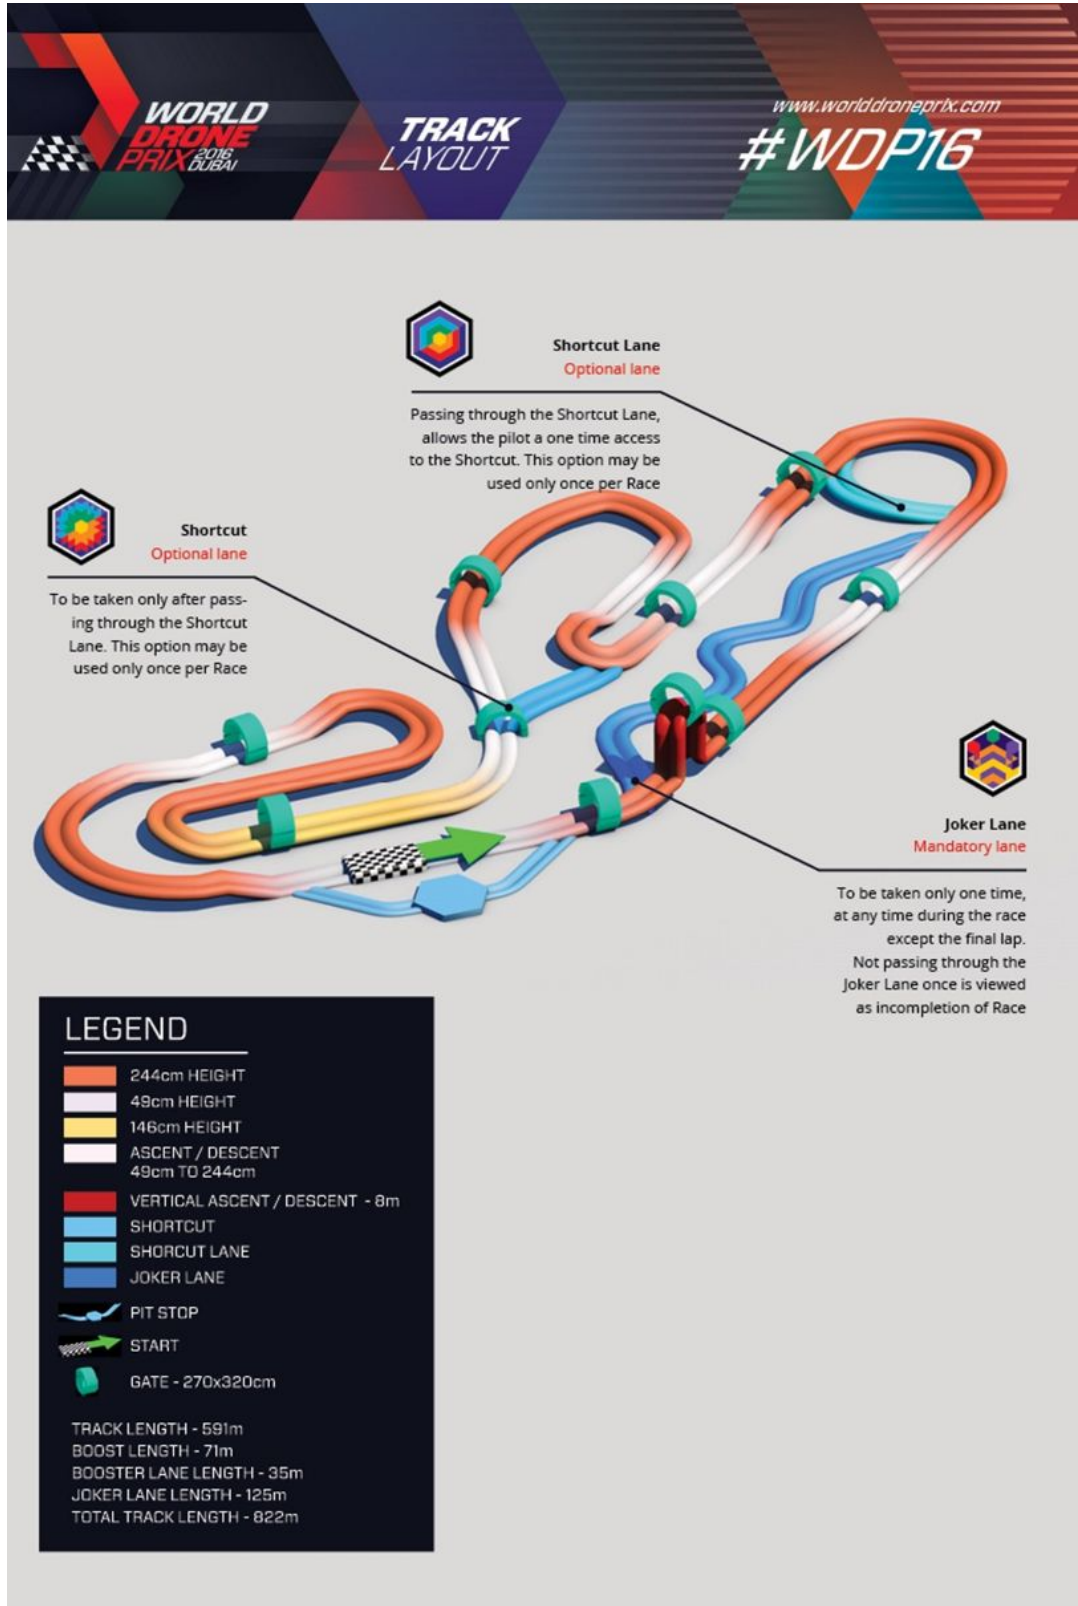 WORLD
DRONE
PRIX 2016
DUBAI
TRACK
LAYOUT
www.worlddroneprix.com
#WDP16
Shortcut Lane
Optional lane
Passing through the Shortcut Lane,
allows the pilot a one time access
to the Shortcut. This option may be
used only once per Race
Shortcut
Optional lane
To be taken only after pass-
ing through the Shortcut
Lane. This option may be
used only once per Race
Joker Lane
Mandatory lane
To be taken only one time,
at any time during the race
except the final lap.
Not passing through the
Joker Lane once is viewed
as incompletion of Race
LEGEND
244cm HEIGHT
49cm HEIGHT
146cm HEIGHT
ASCENT / DESCENT
49cm TO 244cm
VERTICAL ASCENT / DESCENT - 8m
SHORTCUT
SHORCUT LANE
JOKER LANE
PIT STOP
START
GATE - 270x320cm
TRACK LENGTH - 591m
BOOST LENGTH - 71m
BOOSTER LANE LENGTH - 35m
JOKER LANE LENGTH - 125m
TOTAL TRACK LENGTH - 822m